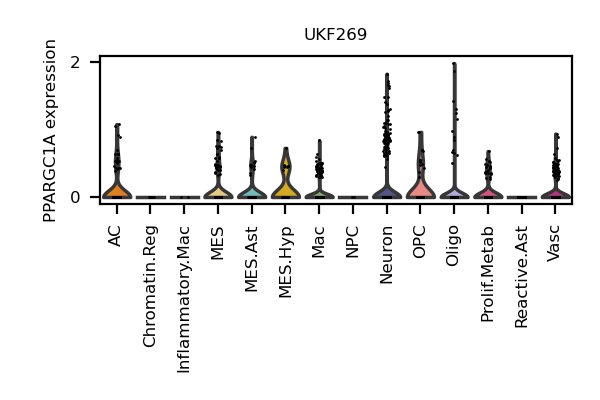 UKF269
PPARGC1A expression
2
0
AC
Chromatin.Reg
Inflammatory.Mac
MES
MES.Ast
MES.Hyp
Mac
NPC
Neuron
OPC
Oligo
Prolif.Metab
Reactive.Ast
Vasc